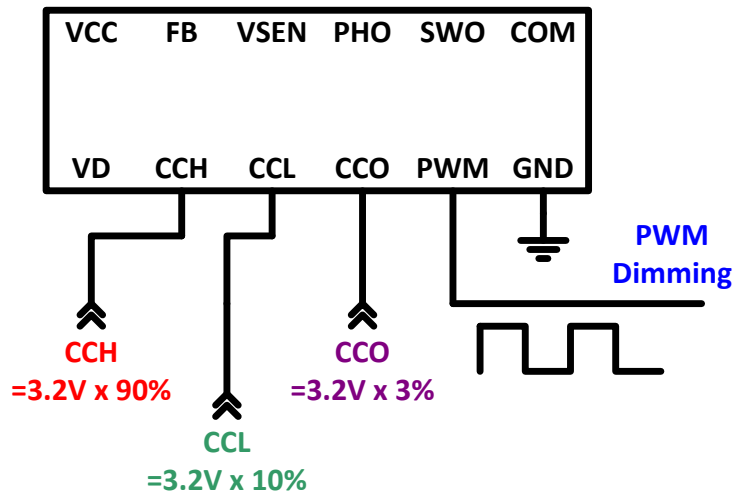 VCC FB VSEN PHO SWO COM
VD CCH CCL CCO PWM GND
PWM
Dimming
CCH
=3.2V x 90%
CCO
=3.2V x 3%
CCL
=3.2V x 10%